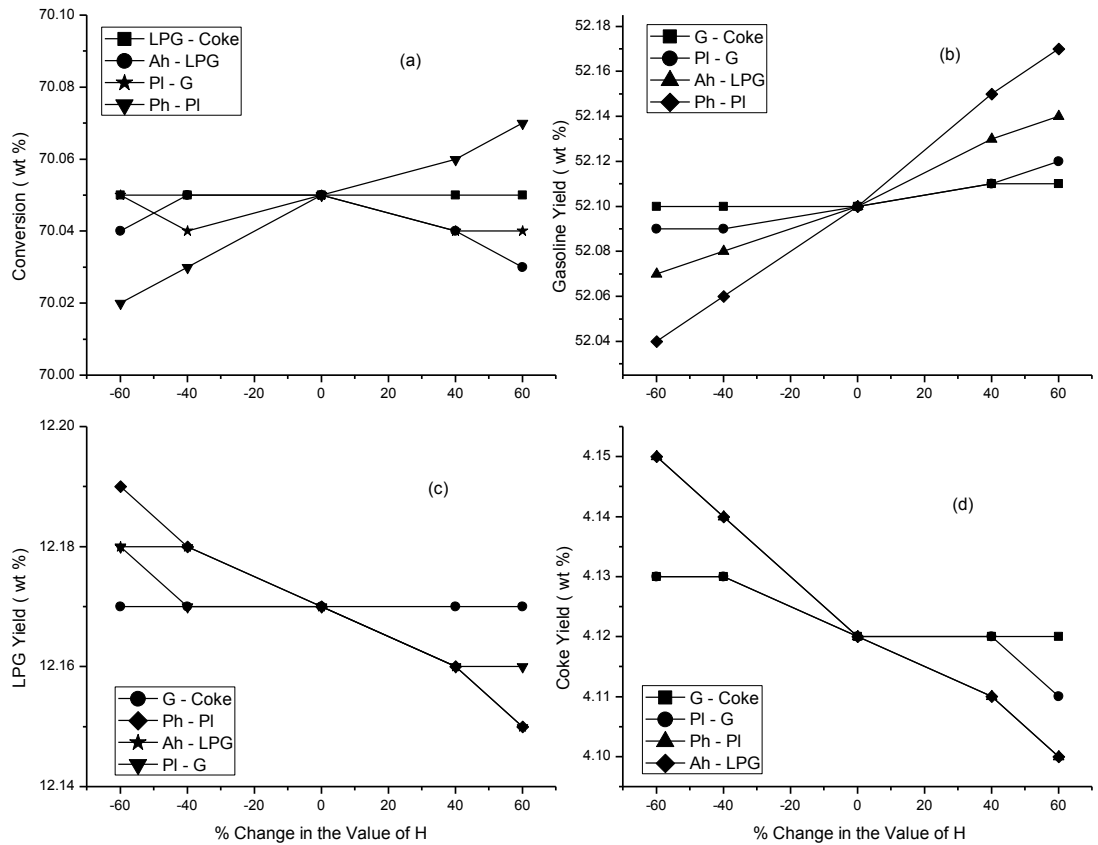 70.10
70.08
70.06
70.04
70.02
70.00
Conversion ( wt %)
LPG - Coke
Ah - LPG
Pl - G
Ph - Pl
(a)
-60 -40 -20 0 20 40 60
52.18
52.16
52.14
52.12
52.10
52.08
52.06
52.04
Gasoline Yield ( wt %)
G - Coke
Pl - G
Ah - LPG
Ph - Pl
(b)
-60 -40 -20 0 20 40 60
12.20
12.18
12.16
12.14
LPG Yield ( wt %)
(c)
G - Coke
Ph - Pl
Ah - LPG
Pl - G
-60 -40 -20 0 20 40 60
% Change in the Value of H
4.15
4.14
4.13
4.12
4.11
4.10
Coke Yield ( wt %)
(d)
G - Coke
Pl - G
Ph - Pl
Ah - LPG
-60 -40 -20 0 20 40 60
% Change in the Value of H